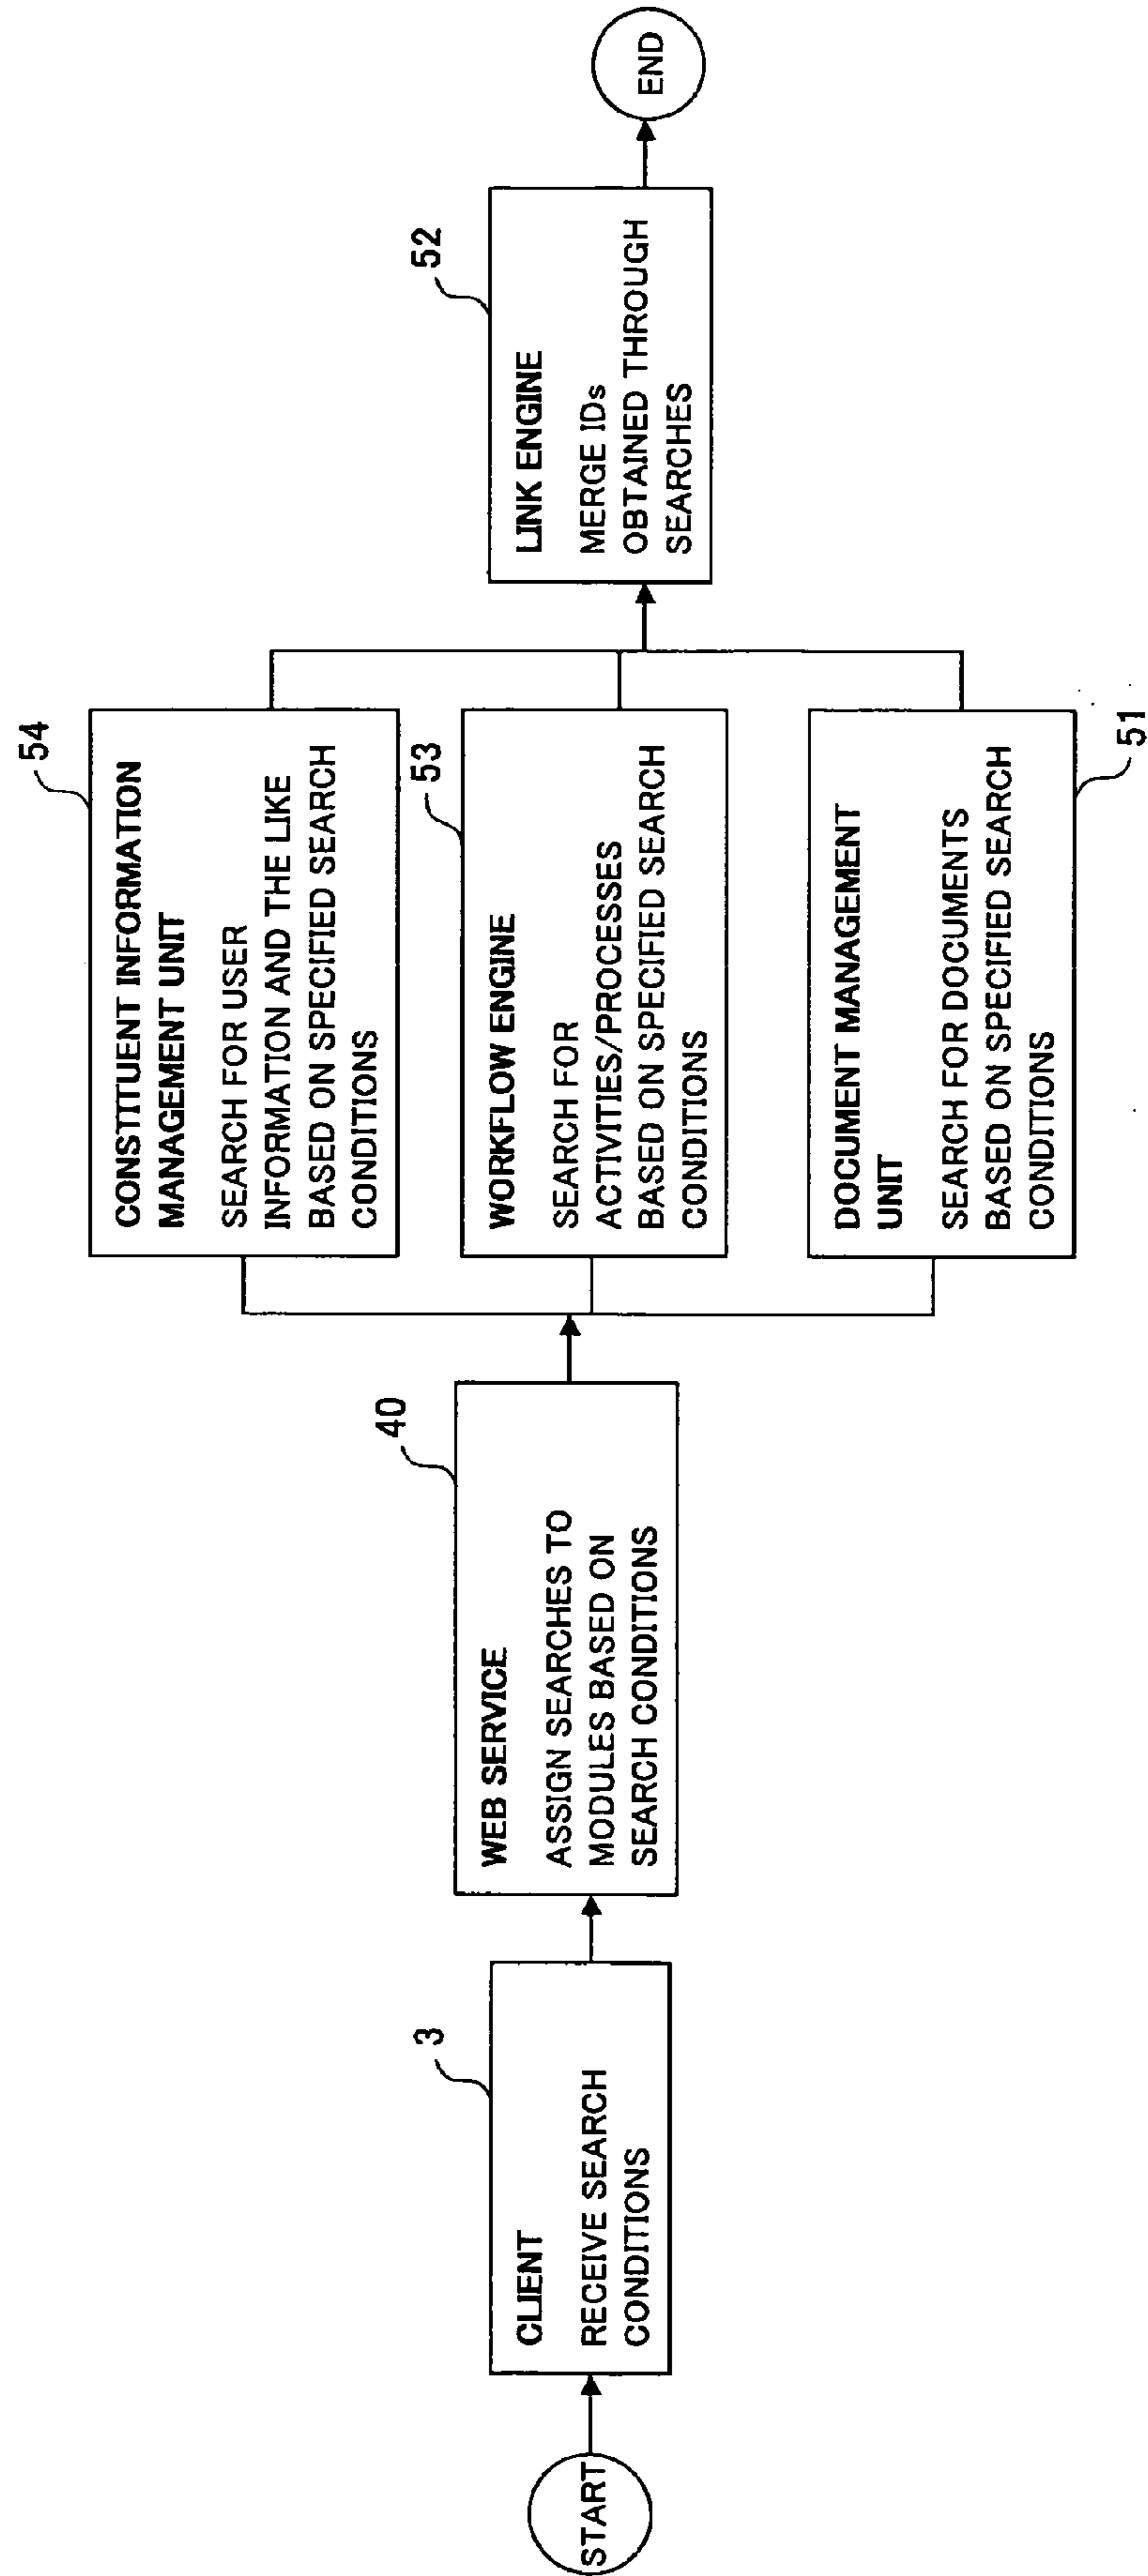 START
3
CLIENT
RECEIVE SEARCH
CONDITIONS
40
WEB SERVICE
ASSIGN SEARCHES TO
MODULES BASED ON
SEARCH CONDITIONS
54
CONSTITUENT INFORMATION
MANAGEMENT UNIT
SEARCH FOR USER
INFORMATION AND THE LIKE
BASED ON SPECIFIED SEARCH
CONDITIONS
53
WORKFLOW ENGINE
SEARCH FOR
ACTIVITIES/PROCESSES
BASED ON SPECIFIED SEARCH
CONDITIONS
DOCUMENT MANAGEMENT
UNIT
SEARCH FOR DOCUMENTS
BASED ON SPECIFIED SEARCH
CONDITIONS
51
52
LINK ENGINE
MERGE IDs
OBTAINED THROUGH
SEARCHES
END